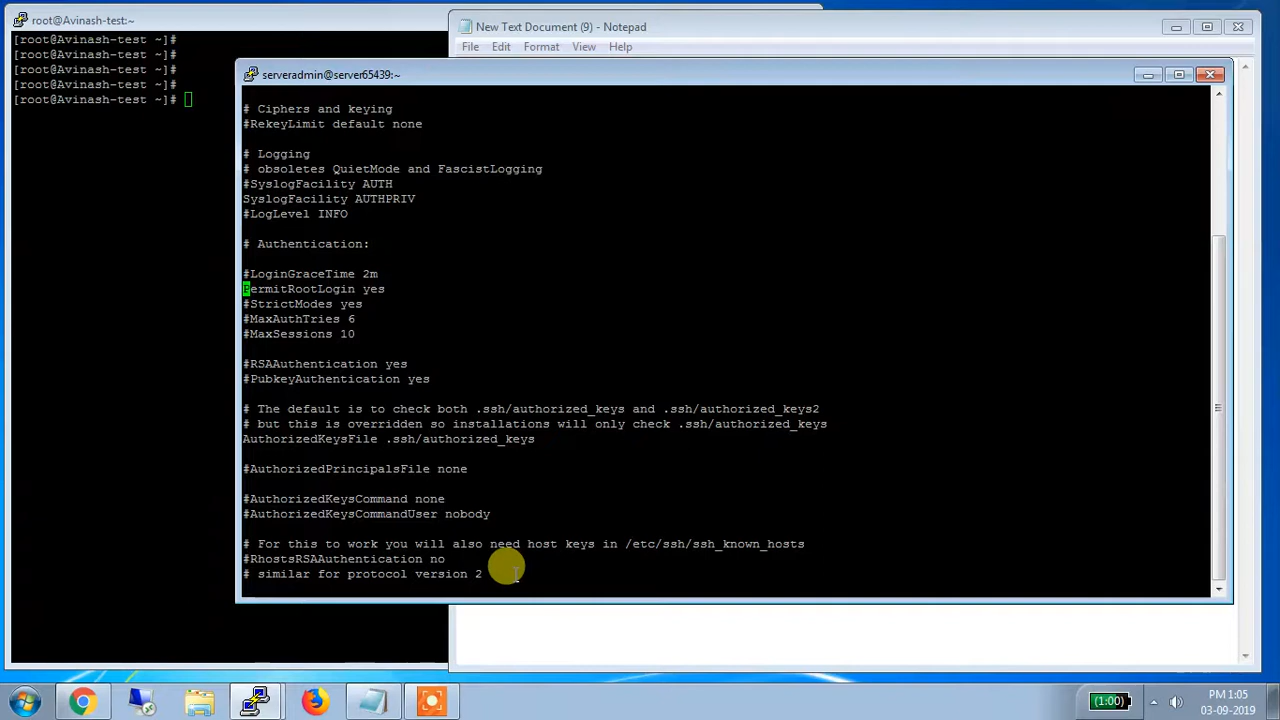 root@Avinash-test:~
[root@Avinash-test ~]#
[root@Avinash-test ~]#
[root@Avinash-test ~]#
[root@Avinash-test ~]#
[root@Avinash-test ~]#
New Text Document (9) - Notepad
File Edit Format View Help
serveradmin@server65439:~
# Ciphers and keying
#RekeyLimit default none
# Logging
# obsoletes QuietMode and FascistLogging
#SyslogFacility AUTH
SyslogFacility AUTHPRIV
#LogLevel INFO
# Authentication:
#LoginGraceTime 2m
PermitRootLogin yes
#StrictModes yes
#MaxAuthTries 6
#MaxSessions 10
#RSAAuthentication yes
#PubkeyAuthentication yes
# The default is to check both .ssh/authorized_keys and .ssh/authorized_keys2
# but this is overridden so installations will only check .ssh/authorized_keys
AuthorizedKeysFile .ssh/authorized_keys
#AuthorizedPrincipalsFile none
#AuthorizedKeysCommand none
#AuthorizedKeysCommandUser nobody
# For this to work you will also need host keys in /etc/ssh/ssh_known_hosts
#RhostsRSAAuthentication no
# similar for protocol version 2
(1:00)
PM 1:05
03-09-2019